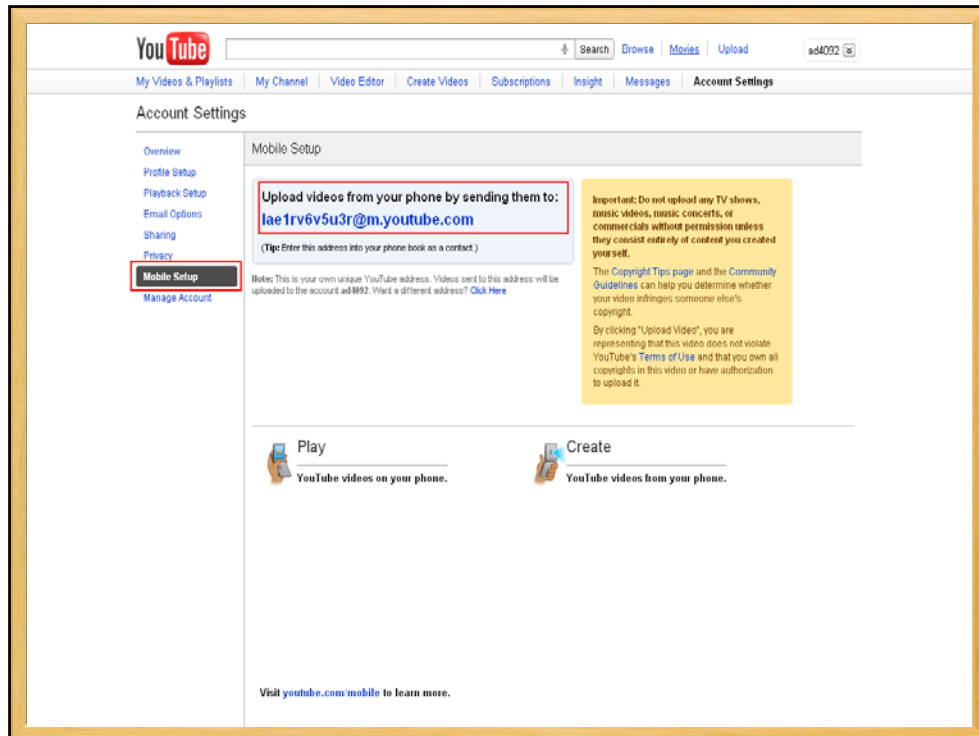 YouTube
Search Browse Movies Upload ad4092
My Videos & Playlists My Channel Video Editor Create Videos Subscriptions Insight Messages Account Settings
Account Settings
Overview
Profile Setup
Playback Setup
Email Options
Sharing
Privacy
Mobile Setup
Manage Account
Mobile Setup
Upload videos from your phone by sending them to:
lae1rv6v5u3r@m.youtube.com
(Tip: Enter this address into your phone book as a contact.)
Note: This is your own unique YouTube address. Videos sent to this address will be
uploaded to the account ad4092. Want a different address? Click Here
Important: Do not upload any TV shows,
music videos, music concerts, or
commercials without permission unless
they consist entirely of content you created
yourself.
The Copyright Tips page and the Community
Guidelines can help you determine whether
your video infringes someone else's
copyright.
By clicking "Upload Video", you are
representing that this video does not violate
YouTube's Terms of Use and that you own all
copyrights in this video or have authorization
to upload it.
Play
YouTube videos on your phone.
Create
YouTube videos from your phone.
Visit youtube.com/mobile to learn more.